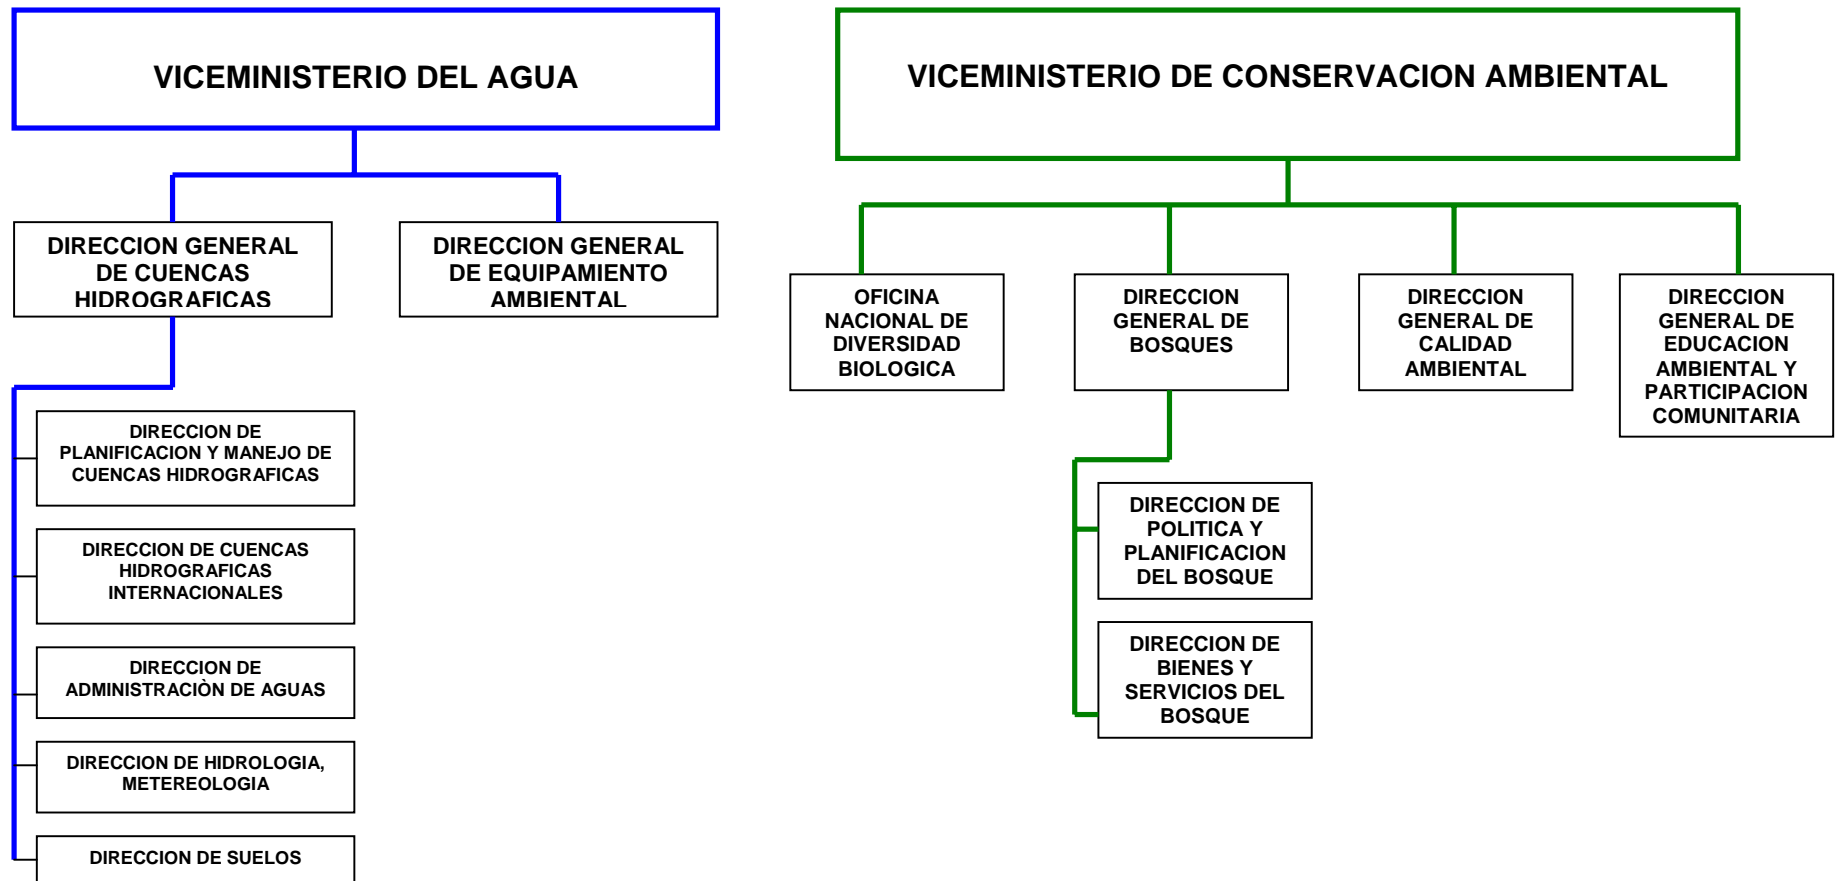 VICEMINISTERIO DEL AGUA
VICEMINISTERIO DE CONSERVACION AMBIENTAL
DIRECCION GENERAL
DE CUENCAS
HIDROGRAFICAS
DIRECCION GENERAL
DE EQUIPAMIENTO
AMBIENTAL
OFICINA
NACIONAL DE
DIVERSIDAD
BIOLOGICA
DIRECCION
GENERAL DE
BOSQUES
DIRECCION
GENERAL DE
CALIDAD
AMBIENTAL
DIRECCION
GENERAL DE
EDUCACION
AMBIENTAL Y
PARTICIPACION
COMUNITARIA
DIRECCION DE
PLANIFICACION Y MANEJO DE
CUENCAS HIDROGRAFICAS
DIRECCION DE CUENCAS
HIDROGRAFICAS
INTERNACIONALES
DIRECCION DE
ADMINISTRACIÒN DE AGUAS
DIRECCION DE HIDROLOGIA,
METEREOLOGIA
DIRECCION DE SUELOS
DIRECCION DE
POLITICA Y
PLANIFICACION
DEL BOSQUE
DIRECCION DE
BIENES Y
SERVICIOS DEL
BOSQUE